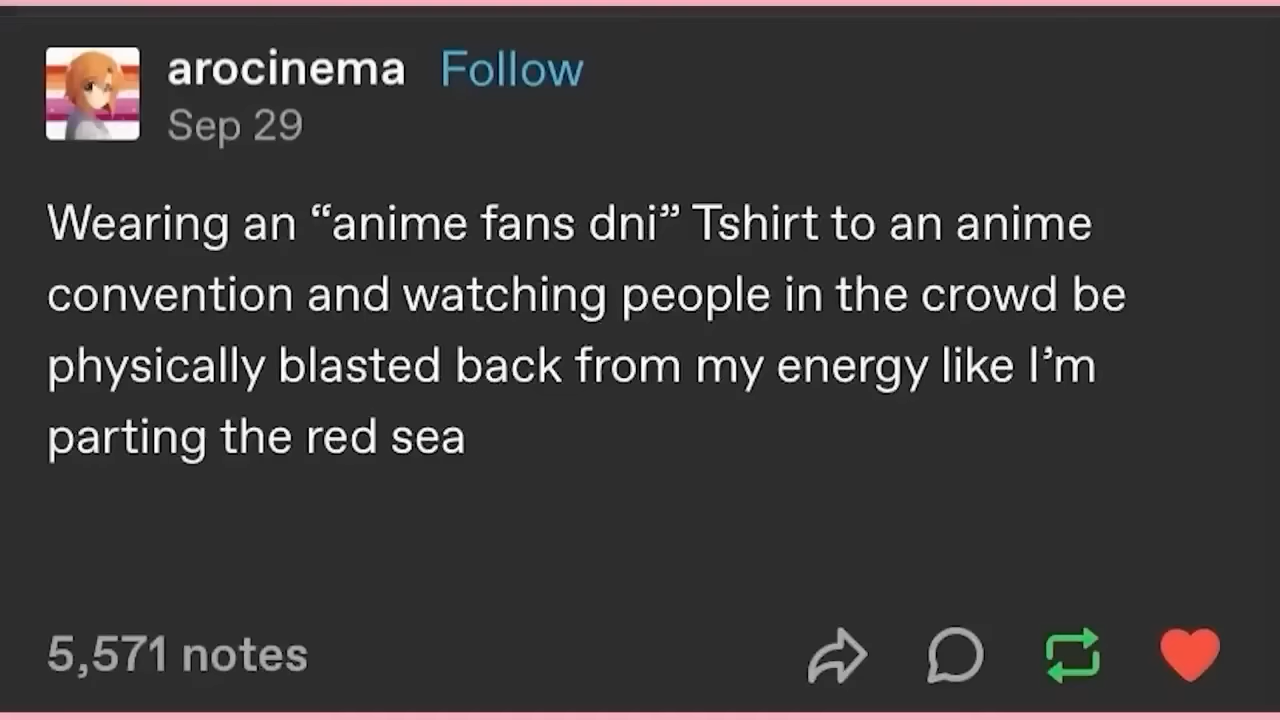 arocinema Follow
Sep 29
Wearing an “anime fans dni” Tshirt to an anime
convention and watching people in the crowd be
physically blasted back from my energy like I’m
parting the red sea
5,571 notes